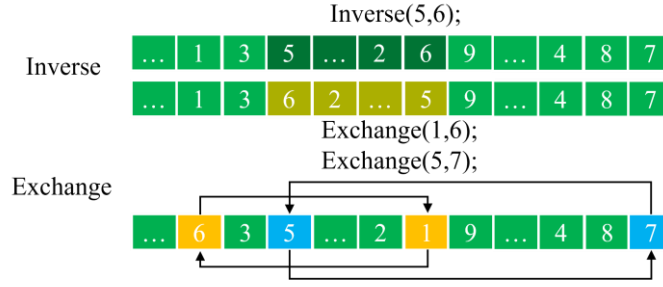 Inverse(5,6);
... 1 3 5 ... 2 6 9 ... 4 8 7
Inverse
... 1 3 6 2 ... 5 9 ... 4 8 7
Exchange(1,6);
Exchange(5,7);
Exchange
... 6 3 5 ... 2 1 9 ... 4 8 7